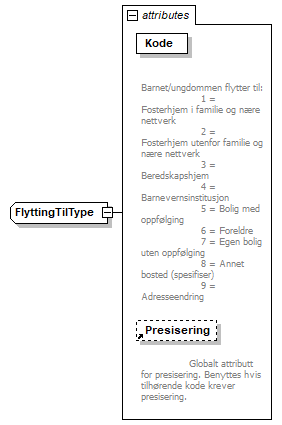 attributes
Kode
Barnet/ungdommen flytter til:
1 =
Fosterhjem i familie og nære
nettverk
2 =
Fosterhjem utenfor familie og
nære nettverk
3 =
Beredskapshjem
4 =
Barnevernsinstitusjon
5 = Bolig med
oppfølging
6 = Foreldre
7 = Egen bolig
uten oppfølging
8 = Annet
bosted (spesifiser)
9 =
Adresseendring
FlyttingTilType
Presisering
Globalt attributt
for presisering. Benyttes hvis
tilhørende kode krever
presisering.